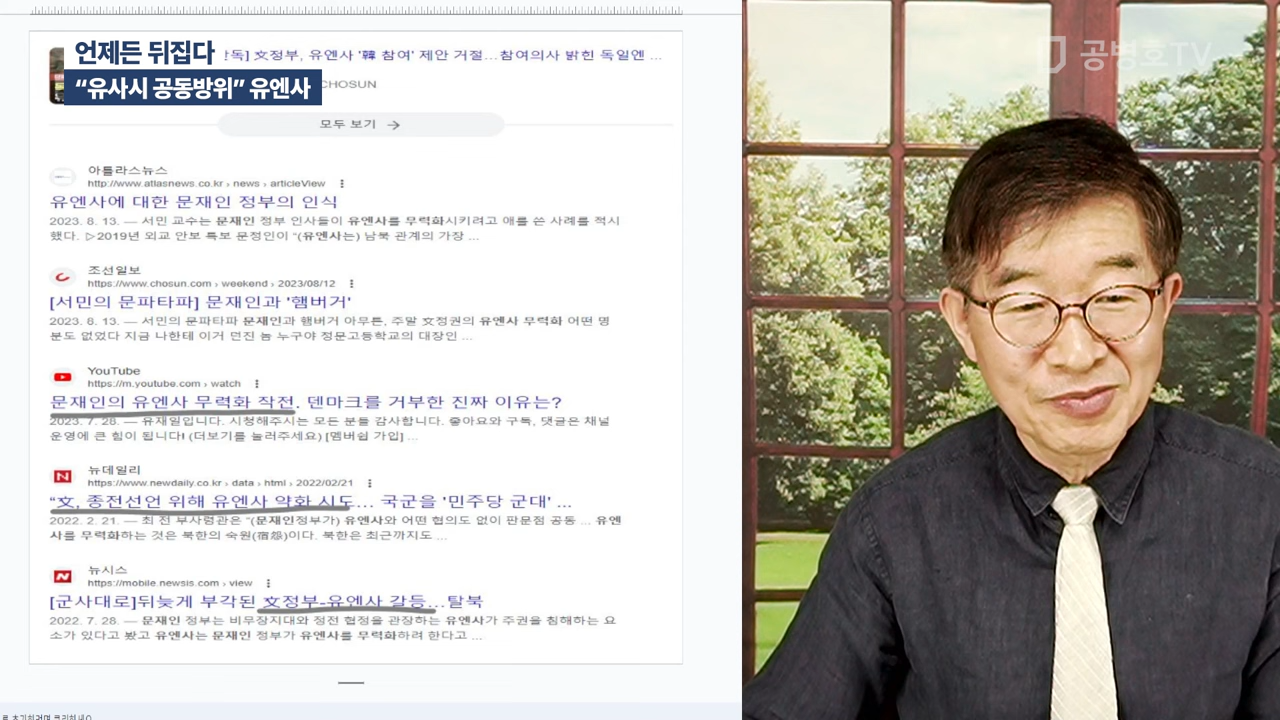 언제든 뒤집다
“유사시 공동방위” 유엔사
독] 文정부, 유엔사 '韓 참여' 제안 거절...참여의사 밝힌 독일엔 ...
CHOSUN
모두 보기 →
아틀라스뉴스
http://www.atlasnews.co.kr › news › articleView
유엔사에 대한 문재인 정부의 인식
2023. 8. 13. — 서민 교수는 문재인 정부 인사들이 유엔사를 무력화시키려고 애를 쓴 사례를 적시
했다. ▷2019년 외교 안보 특보 문정인이 “(유엔사는) 남북 관계의 가장 ...
조선일보
https://www.chosun.com › weekend › 2023/08/12
[서민의 문파타파] 문재인과 '햄버거'
2023. 8. 13. — 서민의 문파타파 문재인과 햄버거 아무튼, 주말 文정권의 유엔사 무력화 어떤 명
분도 없었다 지금 나한테 이거 던진 놈 누구야 정문고등학교의 대장인 ...
YouTube
https://m.youtube.com › watch
문재인의 유엔사 무력화 작전. 덴마크를 거부한 진짜 이유는?
2023. 7. 28. — 유재일입니다. 시청해주시는 모든 분들 감사합니다. 좋아요와 구독, 댓글은 채널
운영에 큰 힘이 됩니다! (더보기를 눌러주세요) [멤버쉽 가입] ...
뉴데일리
https://www.newdaily.co.kr › data › html › 2022/02/21
“文, 종전선언 위해 유엔사 약화 시도... 국군을 '민주당 군대' ...
2022. 2. 21. — 최 전 부사령관은 “(문재인정부가) 유엔사와 어떤 협의도 없이 판문점 공동 ... 유엔
사를 무력화하는 것은 북한의 숙원(宿怨)이다. 북한은 최근까지도 ...
뉴시스
https://mobile.newsis.com › view
[군사대로]뒤늦게 부각된 文정부-유엔사 갈등...탈북
2022. 7. 28. — 문재인 정부는 비무장지대와 정전 협정을 관장하는 유엔사가 주권을 침해하는 요
소가 있다고 봤고 유엔사는 문재인 정부가 유엔사를 무력화하려 한다고 ...
공병호TV